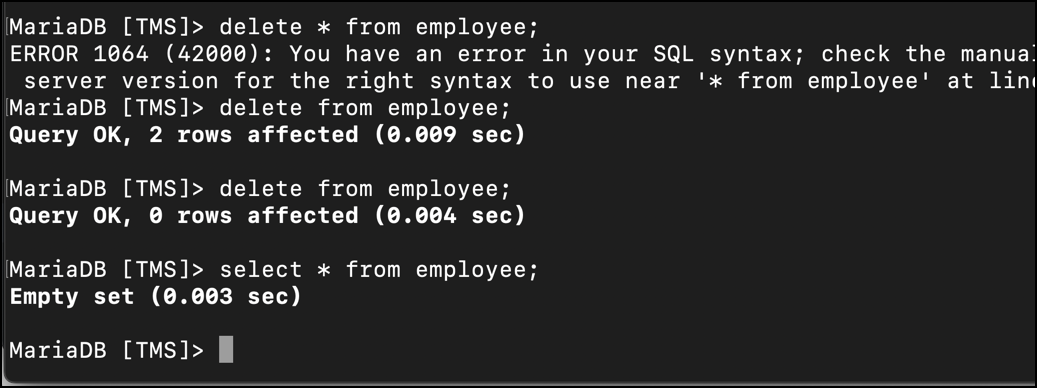 MariaDB [TMS]> delete * from employee;
ERROR 1064 (42000): You have an error in your SQL syntax; check the manua
server version for the right syntax to use near '* from employee' at line
MariaDB [TMS]> delete from employee;
Query OK, 2 rows affected (0.009 sec)
MariaDB [TMS]> delete from employee;
Query OK, 0 rows affected (0.004 sec)
MariaDB [TMS]> select * from employee;
Empty set (0.003 sec)
MariaDB [TMS]>